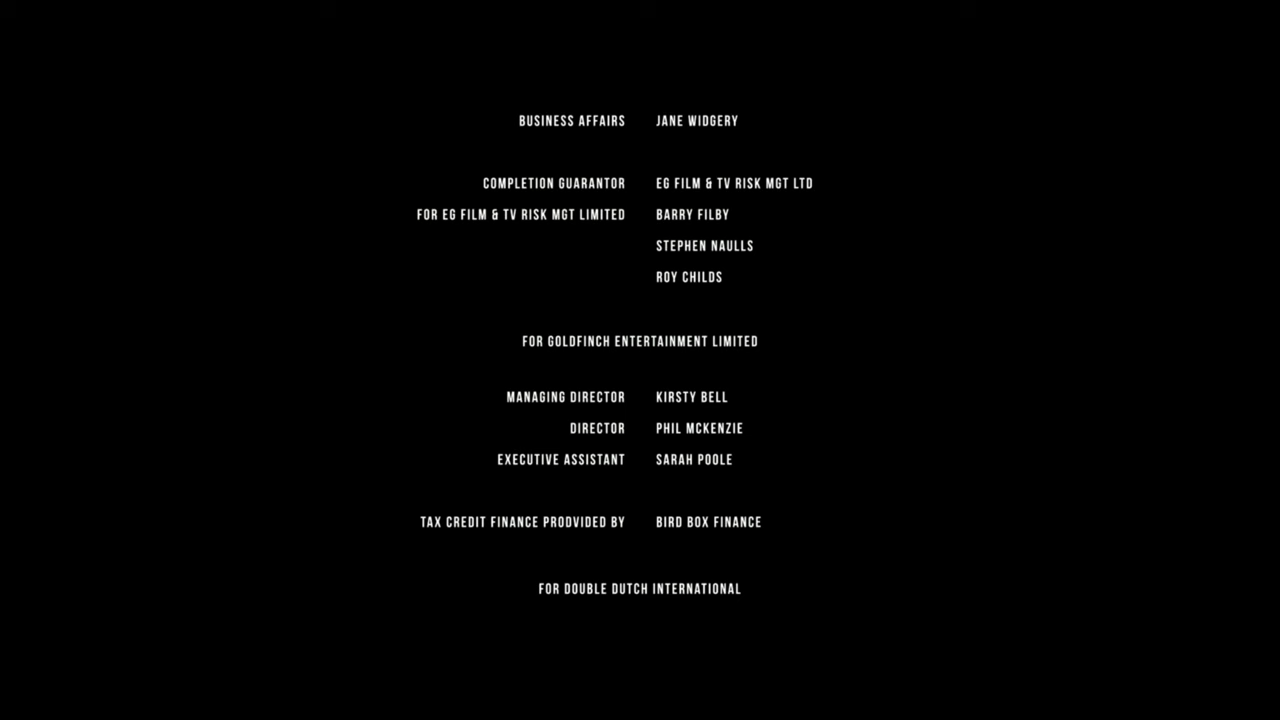 BUSINESS AFFAIRS JANE WIDGERY
COMPLETION GUARANTOR EG FILM & TV RISK MGT LTD
FOR EG FILM & TV RISK MGT LIMITED BARRY FILBY
STEPHEN NAULLS
ROY CHILDS
FOR GOLDFINCH ENTERTAINMENT LIMITED
MANAGING DIRECTOR KIRSTY BELL
DIRECTOR PHIL MCKENZIE
EXECUTIVE ASSISTANT SARAH POOLE
TAX CREDIT FINANCE PRODVIDED BY BIRD BOX FINANCE
FOR DOUBLE DUTCH INTERNATIONAL